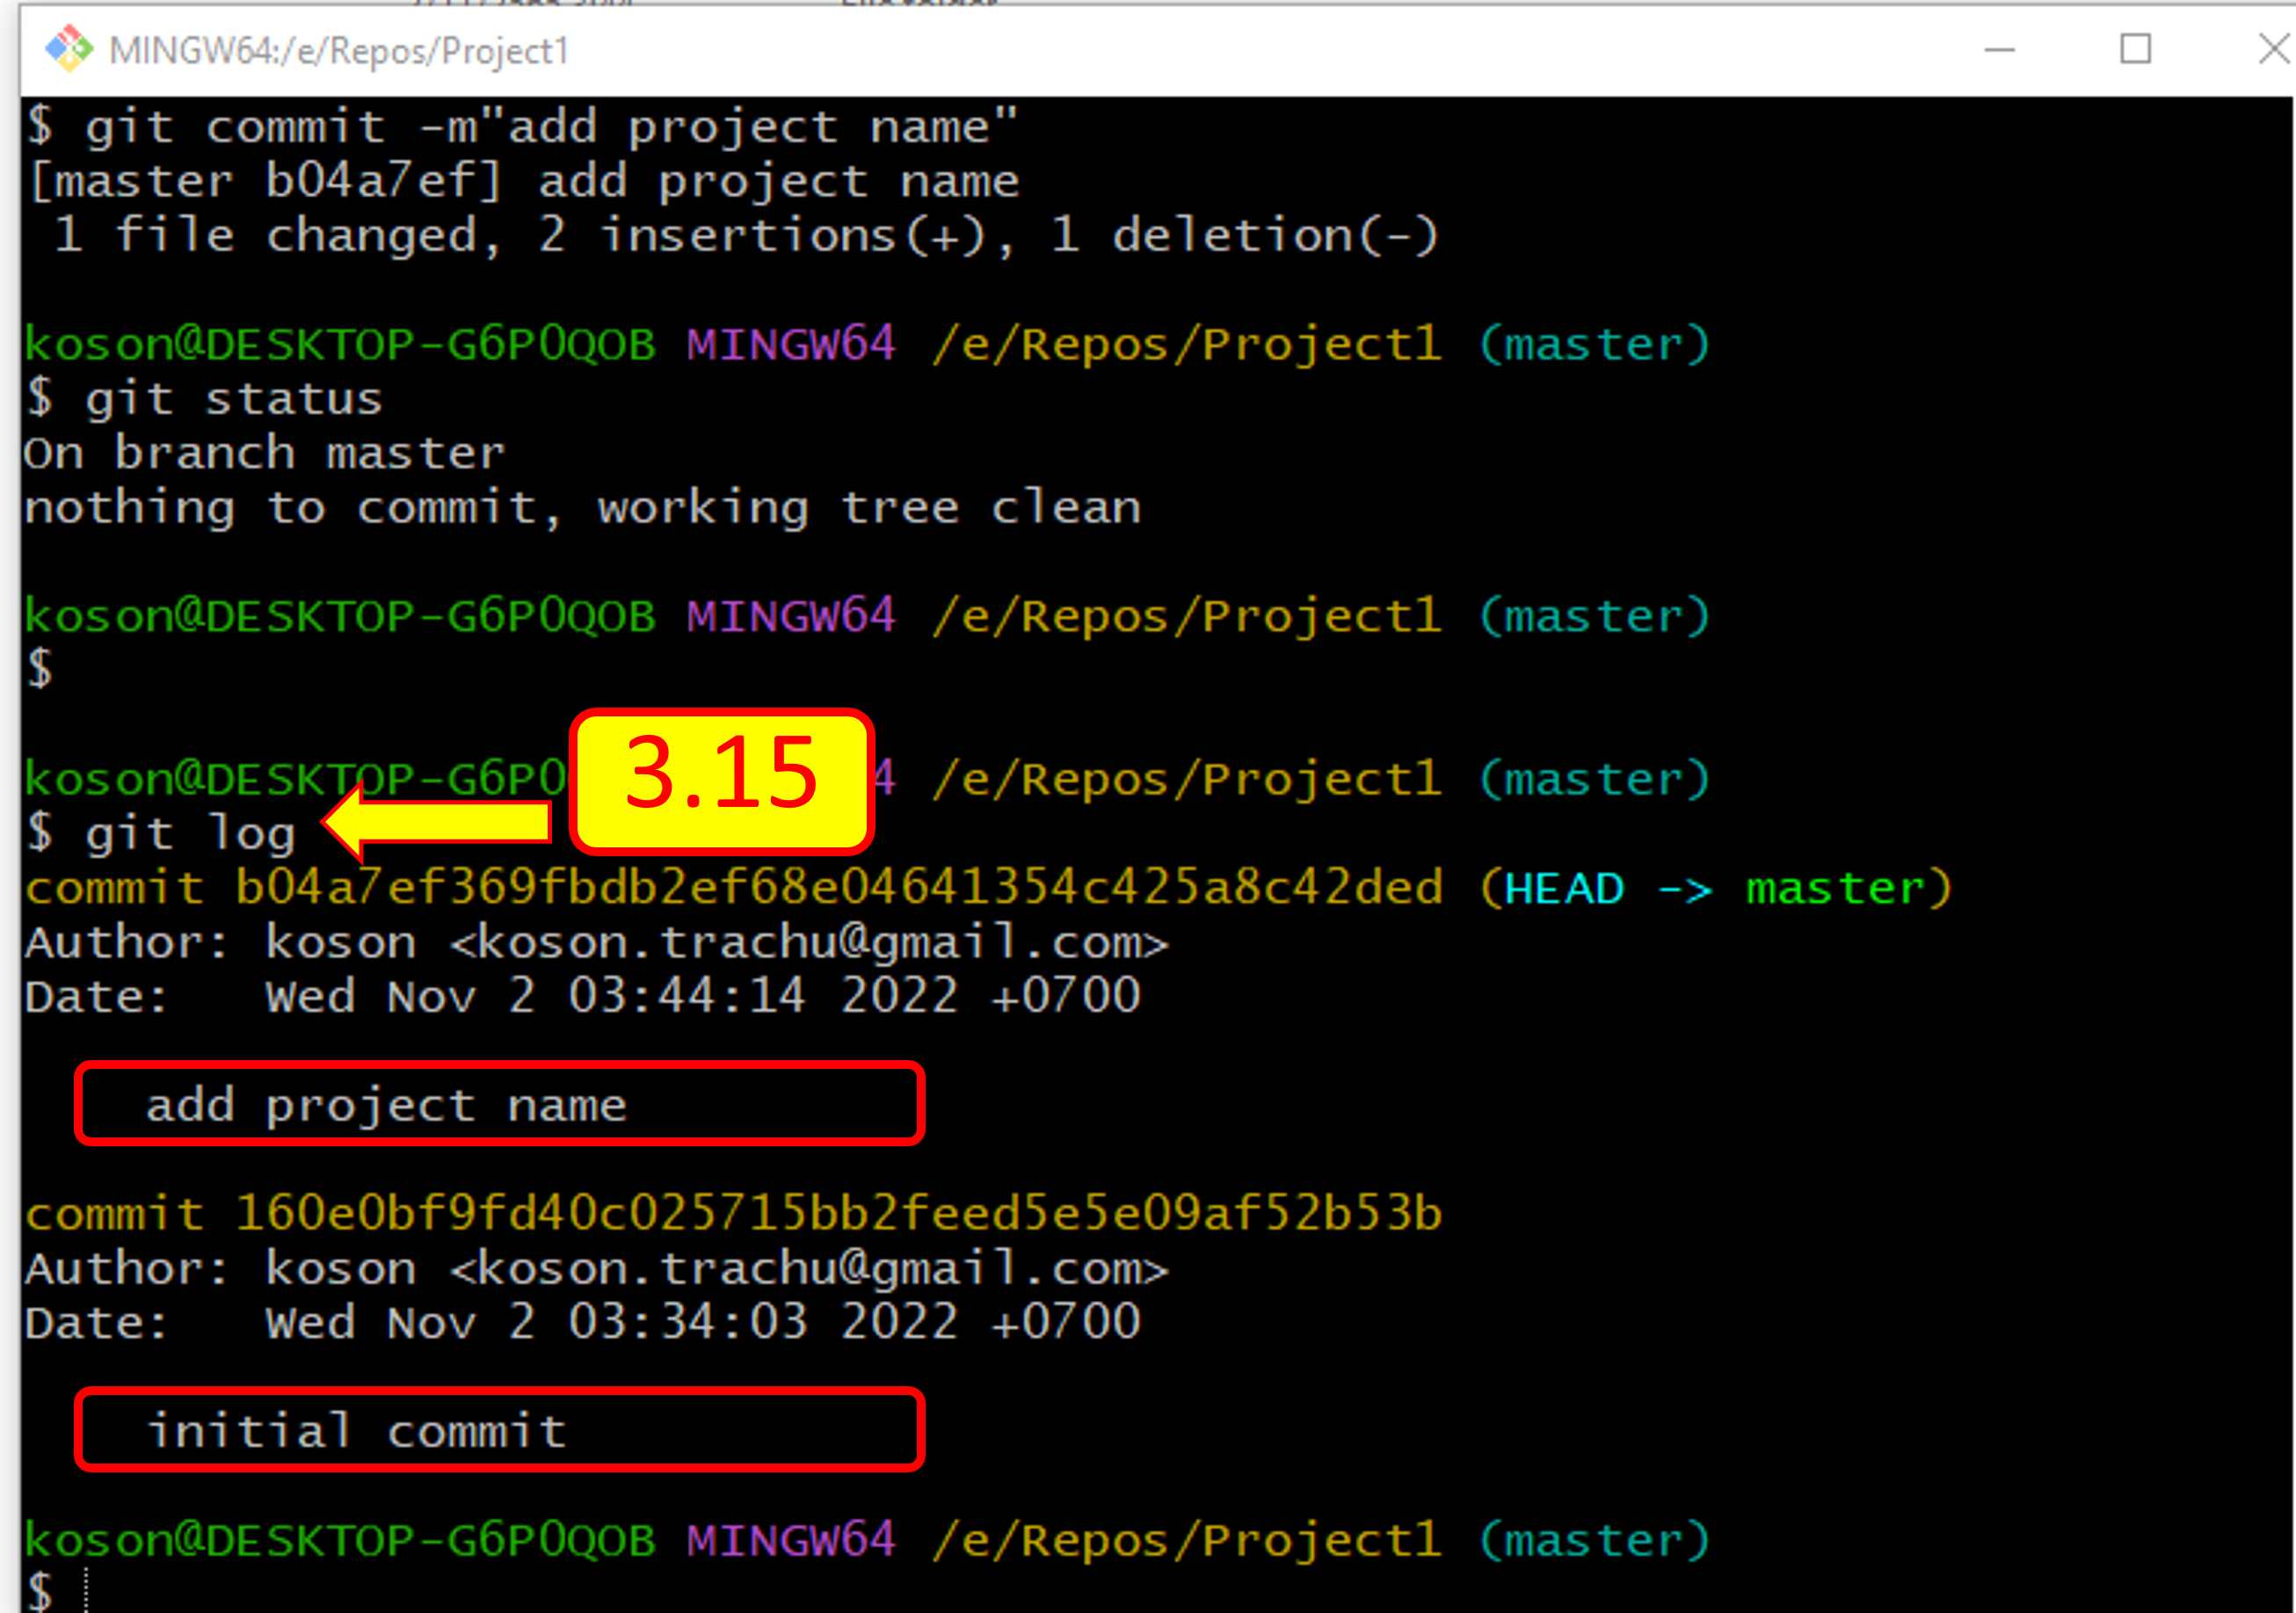 MINGW64:/e/Repos/Project1
$ git commit -m"add project name"
[master b04a7ef] add project name
 1 file changed, 2 insertions(+), 1 deletion(-)
koson@DESKTOP-G6P0QOB MINGW64 /e/Repos/Project1 (master)
$ git status
On branch master
nothing to commit, working tree clean
koson@DESKTOP-G6P0QOB MINGW64 /e/Repos/Project1 (master)
$
koson@DESKTOP-G6P0 4 /e/Repos/Project1 (master)
3.15
$ git log
commit b04a7ef369fbdb2ef68e04641354c425a8c42ded (HEAD -> master)
Author: koson <koson.trachu@gmail.com>
Date:   Wed Nov 2 03:44:14 2022 +0700
add project name
commit 160e0bf9fd40c025715bb2feed5e5e09af52b53b
Author: koson <koson.trachu@gmail.com>
Date:   Wed Nov 2 03:34:03 2022 +0700
initial commit
koson@DESKTOP-G6P0QOB MINGW64 /e/Repos/Project1 (master)
$